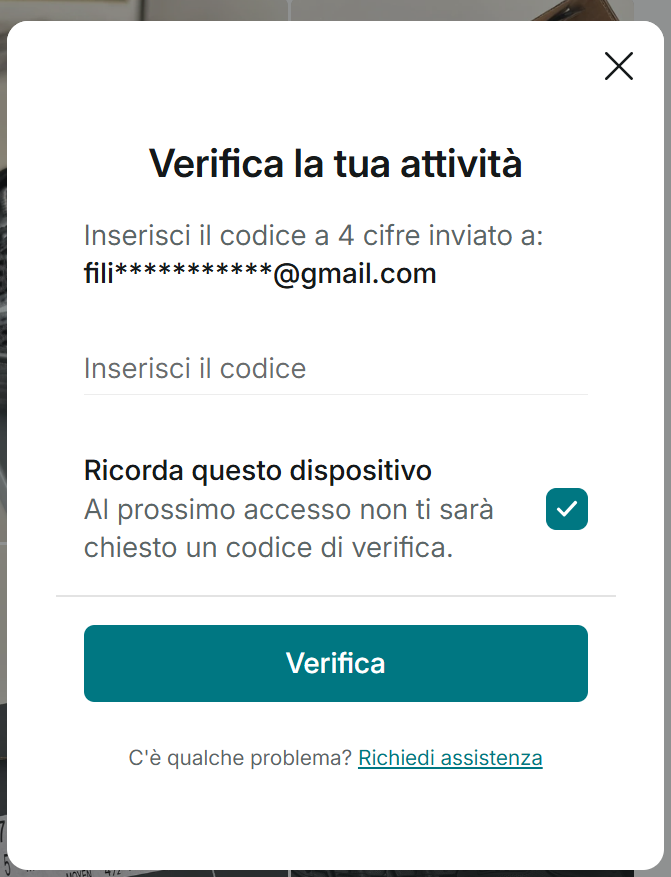 Verifica la tua attività
Inserisci il codice a 4 cifre inviato a:
fili***********@gmail.com
Inserisci il codice
Ricorda questo dispositivo
Al prossimo accesso non ti sarà
chiesto un codice di verifica.
Verifica
C'è qualche problema? Richiedi assistenza